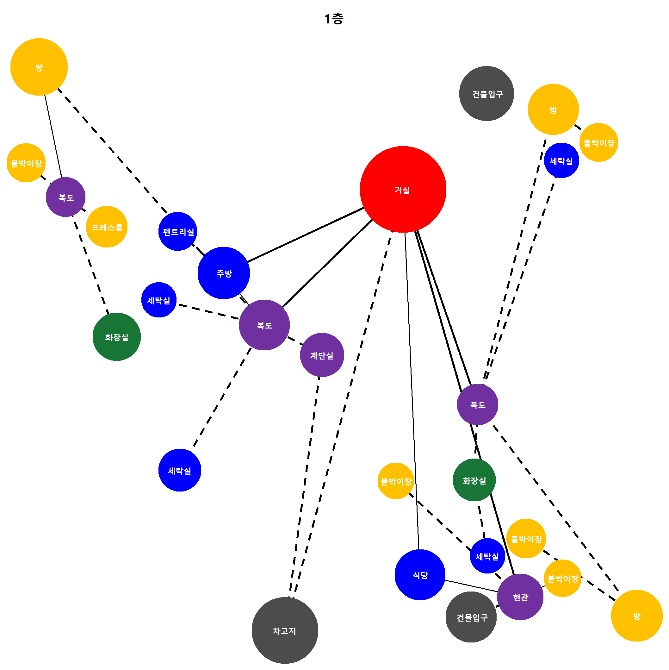 1층
방
건물입구
방
붙박이장
세탁실
붙박이장
거실
복도
드레스룸
팬트리실
주방
세탁실
복도
화장실
계단실
복도
세탁실
붙박이장
화장실
붙박이장
세탁실
식당
붙박이장
현관
건물입구
방
차고지